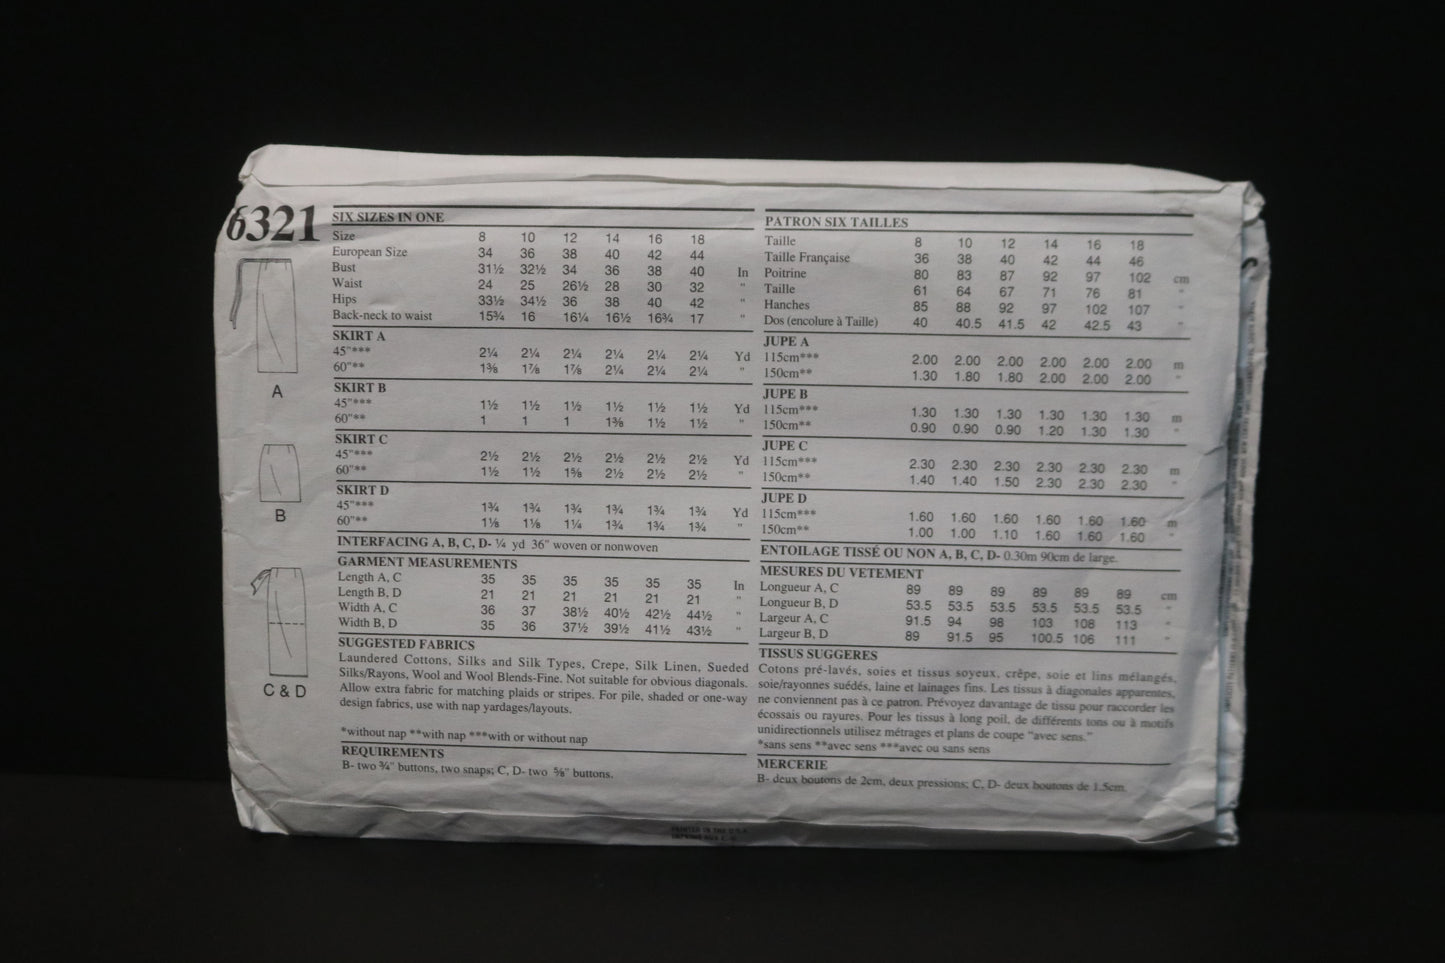 6321
A
B
C & D
SIX SIZES IN ONE
Size 8 10 12 14 16 18
European Size 34 36 38 40 42 44
Bust 31½ 32½ 34 36 38 40 In
Waist 24 25 26½ 28 30 32 "
Hips 33½ 34½ 36 38 40 42 "
Back-neck to waist 15¾ 16 16¼ 16½ 16¾ 17 "
SKIRT A
45"*** 2¼ 2¼ 2¼ 2¼ 2¼ 2¼ Yd
60"** 1⅜ 1⅞ 1⅞ 2¼ 2¼ 2¼ "
SKIRT B
45"*** 1½ 1½ 1½ 1½ 1½ 1½ Yd
60"** 1 1 1 1⅜ 1½ 1½ "
SKIRT C
45"*** 2½ 2½ 2½ 2½ 2½ 2½ Yd
60"** 1½ 1½ 1⅝ 2½ 2½ 2½ "
SKIRT D
45"*** 1¾ 1¾ 1¾ 1¾ 1¾ 1¾ Yd
60"** 1⅛ 1⅛ 1¼ 1¾ 1¾ 1¾ "
INTERFACING A, B, C, D- ¼ yd 36" woven or nonwoven
GARMENT MEASUREMENTS
Length A, C 35 35 35 35 35 35 In
Length B, D 21 21 21 21 21 21 "
Width A, C 36 37 38½ 40½ 42½ 44½ "
Width B, D 35 36 37½ 39½ 41½ 43½ "
SUGGESTED FABRICS
Laundered Cottons, Silks and Silk Types, Crepe, Silk Linen, Sueded
Silks/Rayons, Wool and Wool Blends-Fine. Not suitable for obvious diagonals.
Allow extra fabric for matching plaids or stripes. For pile, shaded or one-way
design fabrics, use with nap yardages/layouts.
*without nap **with nap ***with or without nap
REQUIREMENTS
B- two ¾" buttons, two snaps; C, D- two ⅝" buttons.
PATRON SIX TAILLES
Taille 8 10 12 14 16 18
Taille Française 36 38 40 42 44 46
Poitrine 80 83 87 92 97 102 cm
Taille 61 64 67 71 76 81 "
Hanches 85 88 92 97 102 107 "
Dos (encolure à Taille) 40 40.5 41.5 42 42.5 43 "
JUPE A
115cm*** 2.00 2.00 2.00 2.00 2.00 2.00 m
150cm** 1.30 1.80 1.80 2.00 2.00 2.00 "
JUPE B
115cm*** 1.30 1.30 1.30 1.30 1.30 1.30 m
150cm** 0.90 0.90 0.90 1.20 1.30 1.30 "
JUPE C
115cm*** 2.30 2.30 2.30 2.30 2.30 2.30 m
150cm** 1.40 1.40 1.50 2.30 2.30 2.30 "
JUPE D
115cm*** 1.60 1.60 1.60 1.60 1.60 1.60 m
150cm** 1.00 1.00 1.10 1.60 1.60 1.60 "
ENTOILAGE TISSÉ OU NON A, B, C, D- 0.30m 90cm de large.
MESURES DU VETEMENT
Longueur A, C 89 89 89 89 89 89 cm
Longueur B, D 53.5 53.5 53.5 53.5 53.5 53.5 "
Largeur A, C 91.5 94 98 103 108 113 "
Largeur B, D 89 91.5 95 100.5 106 111 "
TISSUS SUGGERES
Cotons pré-lavés, soies et tissus soyeux, crêpe, soie et lins mélangés,
soie/rayonnes suédés, laine et lainages fins. Les tissus à diagonales apparentes,
ne conviennent pas à ce patron. Prévoyez davantage de tissu pour raccorder les
écossais ou rayures. Pour les tissus à long poil, de différents tons ou à motifs
unidirectionnels utilisez métrages et plans de coupe "avec sens."
*sans sens **avec sens ***avec ou sans sens
MERCERIE
B- deux boutons de 2cm, deux pressions; C, D- deux boutons de 1.5cm.
PRINTED IN THE U.S.A.